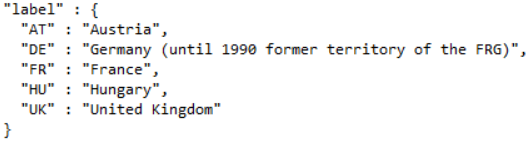 "label" : {
  "AT" : "Austria",
  "DE" : "Germany (until 1990 former territory of the FRG)",
  "FR" : "France",
  "HU" : "Hungary",
  "UK" : "United Kingdom"
}